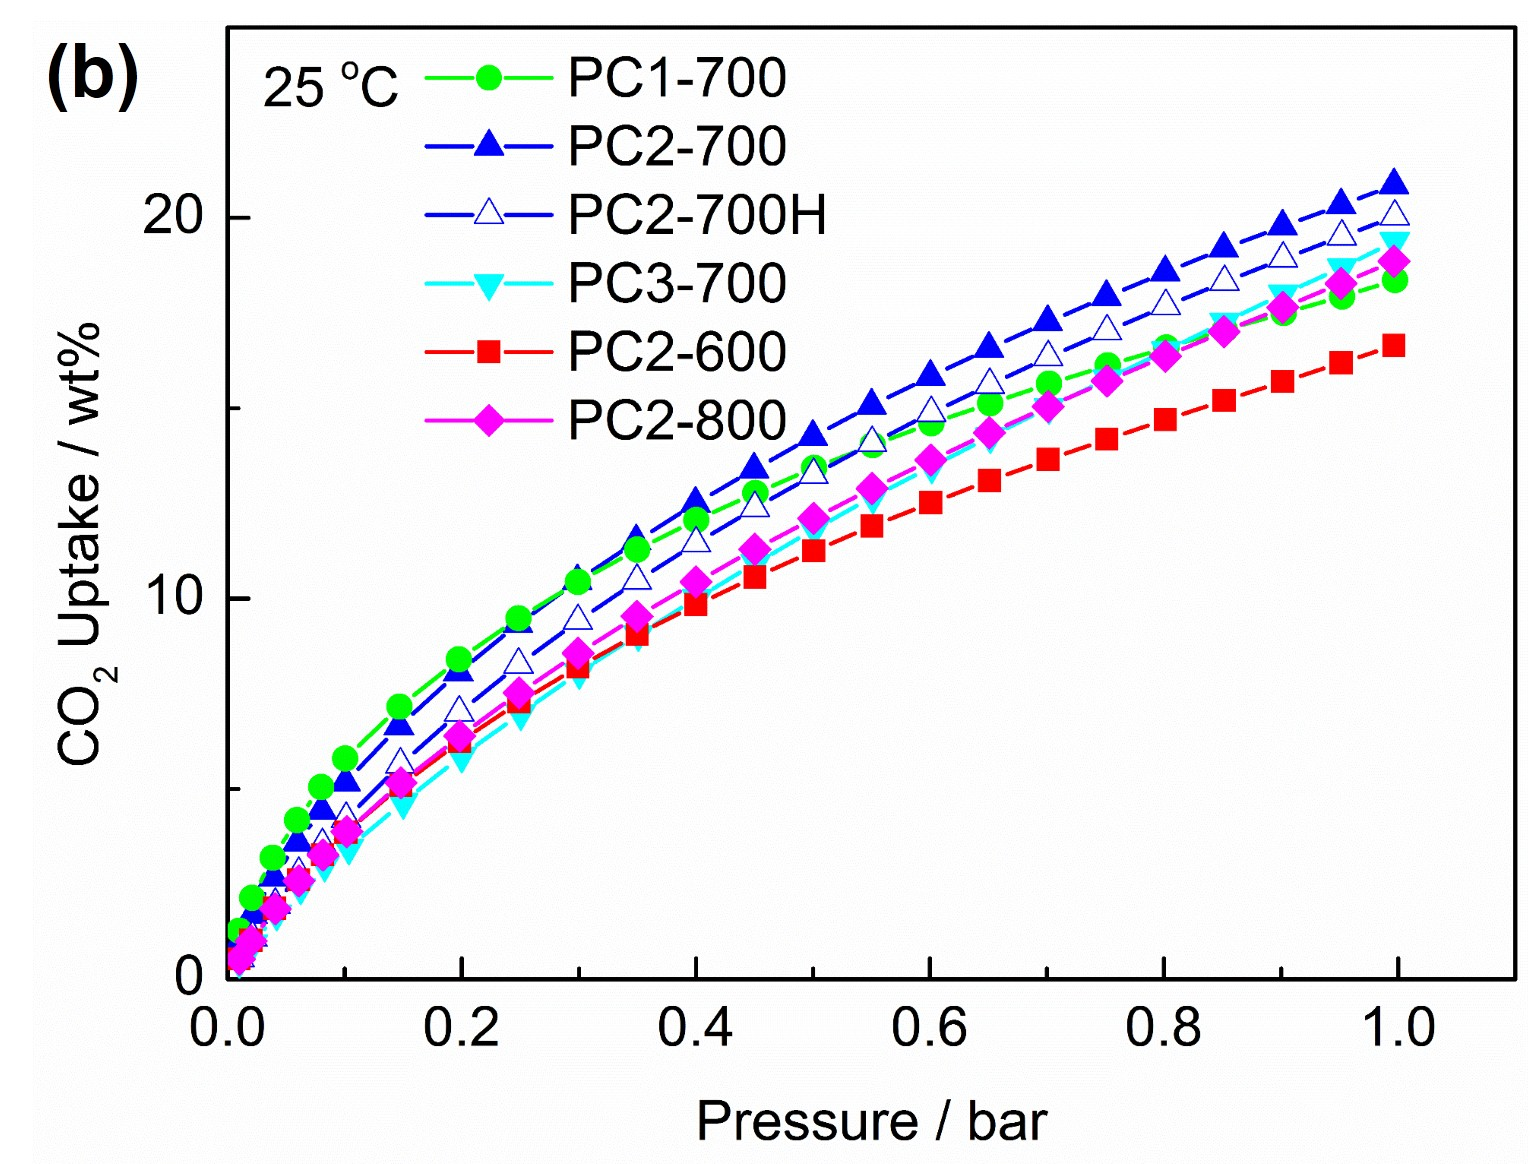 (b)
25 °C
PC1-700
PC2-700
PC2-700H
PC3-700
PC2-600
PC2-800
CO₂ Uptake / wt%
20
10
0
0.0 0.2 0.4 0.6 0.8 1.0
Pressure / bar